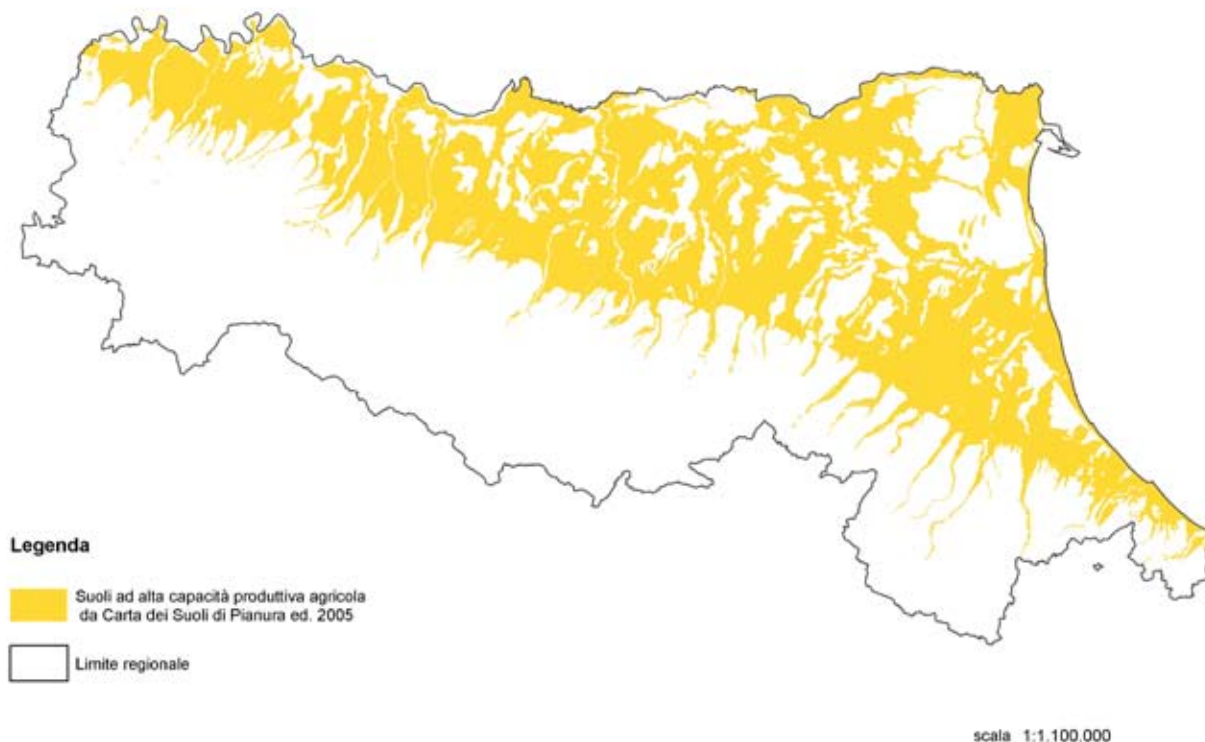 Legenda
Suoli ad alta capacità produttiva agricola
da Carta dei Suoli di Pianura ed. 2005
Limite regionale
scala 1:1.100.000